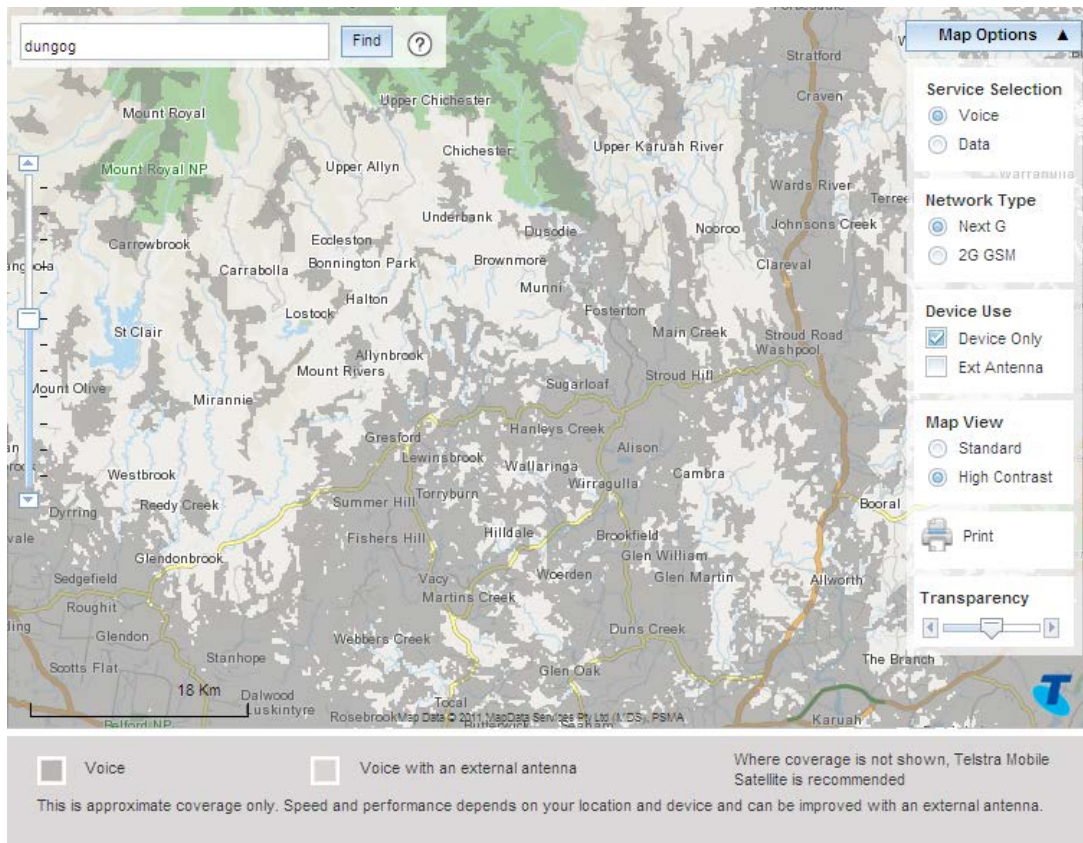 dungog
Find
?
Map Options ▲
Stratford
Craven
Service Selection
Voice
Data
Mount Royal
Upper Chichester
Mount Royal NP
Upper Allyn
Chichester
Upper Karuah River
Wards River
Network Type
Next G
2G GSM
Underbank
Dusodie
Nooroo
Johnsons Creek
Carrowbrook
Eccleston
Carrabolla
Bonnington Park
Brownmore
Clareval
Munni
Halton
Lostock
Fosterton
Device Use
Device Only
Ext Antenna
St Clair
Main Creek
Stroud Road
Washpool
Allynbrook
Mount Rivers
Stroud Hill
Sugarloaf
Mount Olive
Mirannie
Map View
Standard
High Contrast
Gresford
Hanleys Creek
Alison
Lewinsbrook
Wallaringa
Cambra
Westbrook
Wirragulla
Torryburn
Reedy Creek
Summer Hill
Booral
Dyrring
Print
Fishers Hill
Hilldale
Brookfield
Glendonbrook
Glen William
Sedgefield
Vacy
Woerden
Glen Martin
Allworth
Martins Creek
Transparency
Roughit
Glendon
Webbers Creek
Duns Creek
Stanhope
Scotts Flat
Glen Oak
The Branch
18 Km
Dalwood
Luskintyre
Tocal
Belford NP
Rosebrook
Map Data © 2011 MapData Services Pty Ltd (MDS), PSMA
Seaham
Karuah
T
Voice
Voice with an external antenna
Where coverage is not shown, Telstra Mobile
Satellite is recommended
This is approximate coverage only. Speed and performance depends on your location and device and can be improved with an external antenna.